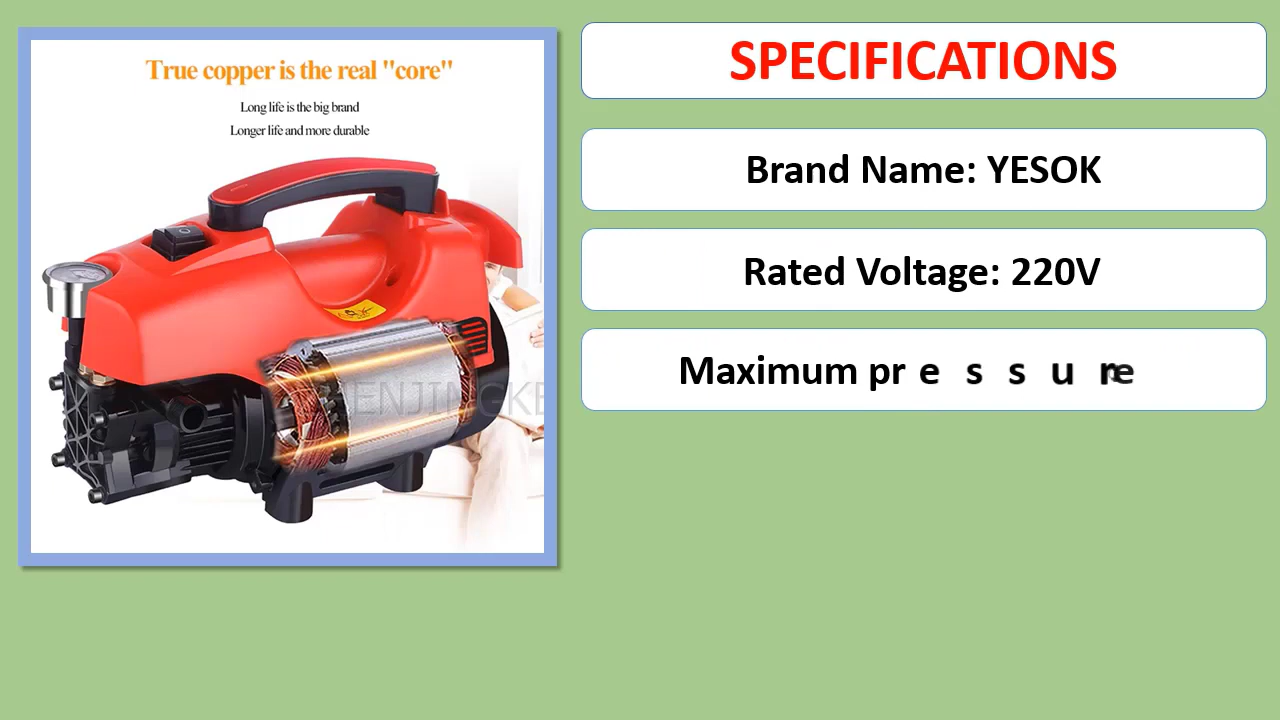 True copper is the real "core"
Long life is the big brand
Longer life and more durable
SPECIFICATIONS
Brand Name: YESOK
Rated Voltage: 220V
Maximum pressure